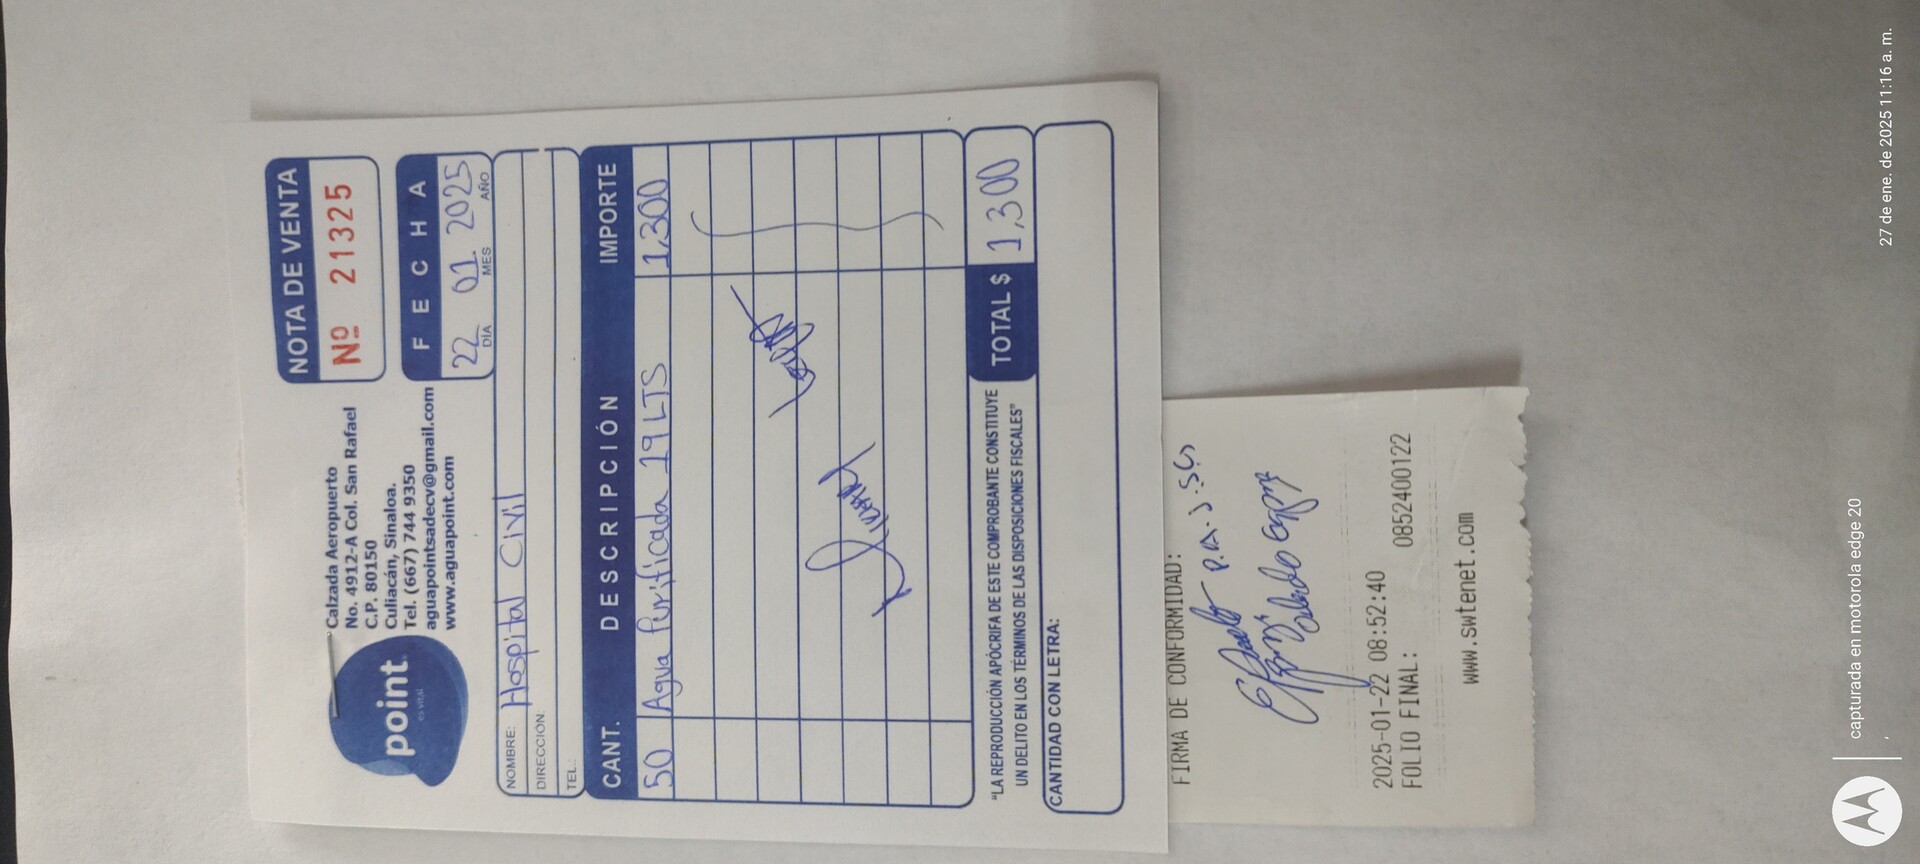 point
es vital
Calzada Aeropuerto
No. 4912-A Col. San Rafael
C.P. 80150
Culiacán, Sinaloa.
Tel. (667) 744 9350
aguapointsadecv@gmail.com
www.aguapoint.com
NOTA DE VENTA
Nº 21325
FECHA
22 01. 2025
DÍA MES AÑO
NOMBRE: Hospital Civil
DIRECCIÓN:
TEL.:
CANT. DESCRIPCIÓN IMPORTE
50 Agua Purificada 19 LTS 1,300
"LA REPRODUCCIÓN APÓCRIFA DE ESTE COMPROBANTE CONSTITUYE
UN DELITO EN LOS TÉRMINOS DE LAS DISPOSICIONES FISCALES"
TOTAL $ 1,300
CANTIDAD CON LETRA:
FIRMA DE CONFORMIDAD:
2025-01-22 08:52:40
FOLIO FINAL: 0852400122
www.swtenet.com
capturada en motorola edge 20
27 de ene. de 2025 11:16 a. m.